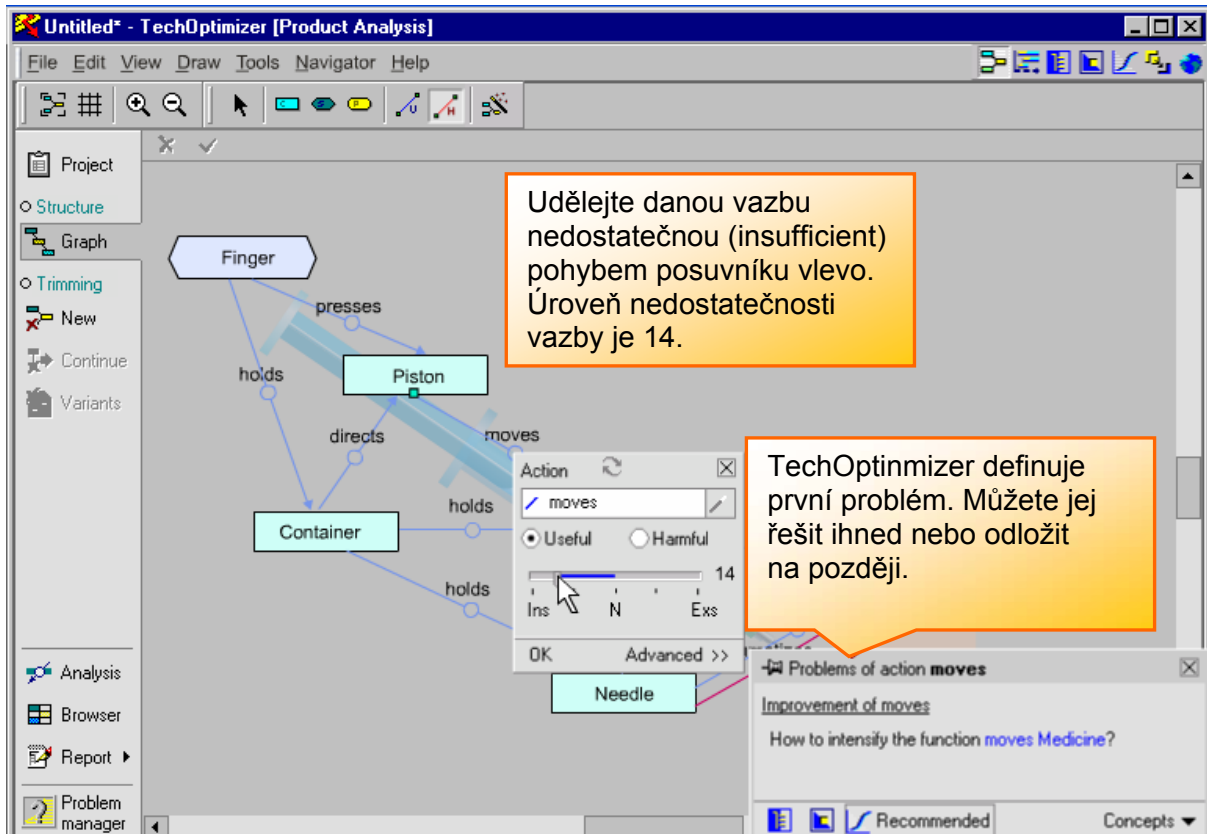 Untitled* - TechOptimizer [Product Analysis]
File Edit View Draw Tools Navigator Help
C S P U H
Project
Structure
Graph
Trimming
New
Continue
Variants
Analysis
Browser
Report
Problem
manager
Udělejte danou vazbu
nedostatečnou (insufficient)
pohybem posuvníku vlevo.
Úroveň nedostatečnosti
vazby je 14.
Finger
presses
holds
Piston
directs
moves
Container
holds
holds
Needle
Action
moves
Useful Harmful
14
Ins N Exs
OK Advanced >>
TechOptinmizer definuje
první problém. Můžete jej
řešit ihned nebo odložit
na později.
Problems of action moves
Improvement of moves
How to intensify the function moves Medicine?
Recommended Concepts